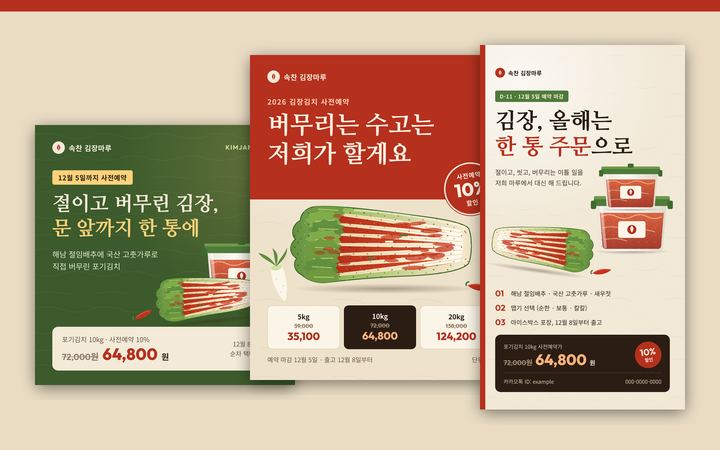 속찬 김장마루
KIMJAN
12월 5일까지 사전예약
절이고 버무린 김장,
문 앞까지 한 통에
해남 절임배추에 국산 고춧가루로
직접 버무린 포기김치
포기김치 10kg · 사전예약 10%
72,000원 64,800 원
12월 8
순차 택
속찬 김장마루
2026 김장김치 사전예약
버무리는 수고는
저희가 할게요
사전예약
10%
할인
5kg
39,000
35,100
10kg
72,000
64,800
20kg
138,000
124,200
예약 마감 12월 5일 · 출고 12월 8일부터
단
속찬 김장마루
D-11 · 12월 5일 예약 마감
김장, 올해는
한 통 주문으로
절이고, 씻고, 버무리는 이틀 일을
저희 마루에서 대신 해 드립니다.
01 해남 절임배추 · 국산 고춧가루 · 새우젓
02 맵기 선택 (순한 · 보통 · 칼칼)
03 아이스박스 포장, 12월 8일부터 출고
포기김치 10kg 사전예약가
72,000원 64,800 원
10%
할인
카카오톡 ID: example
000-0000-0000